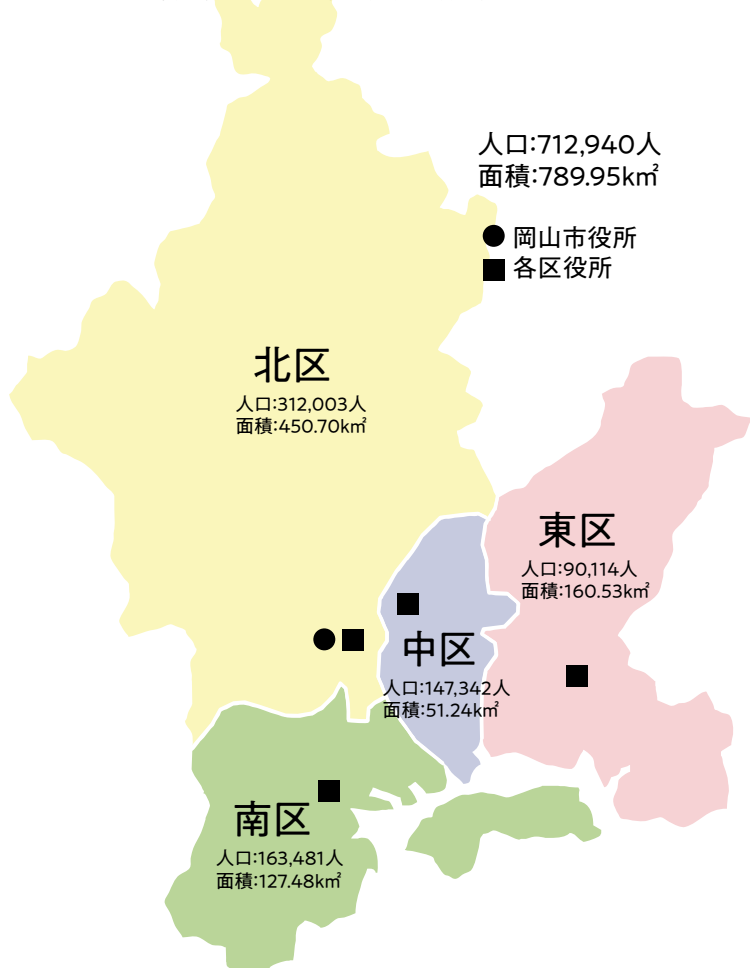 人口:712,940人
面積:789.95k㎡
岡山市役所
各区役所
北区
人口:312,003人
面積:450.70k㎡
東区
人口:90,114人
面積:160.53k㎡
中区
人口:147,342人
面積:51.24k㎡
南区
人口:163,481人
面積:127.48k㎡